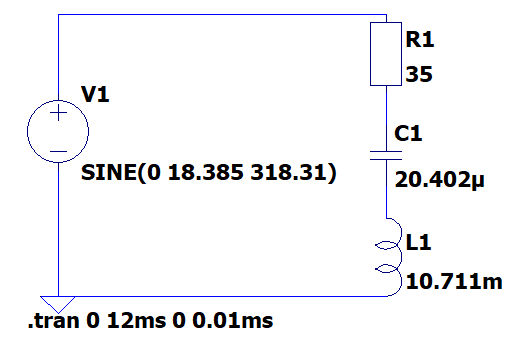 R1
35
V1
SINE(0 18.385 318.31)
C1
20.402µ
L1
10.711m
.tran 0 12ms 0 0.01ms